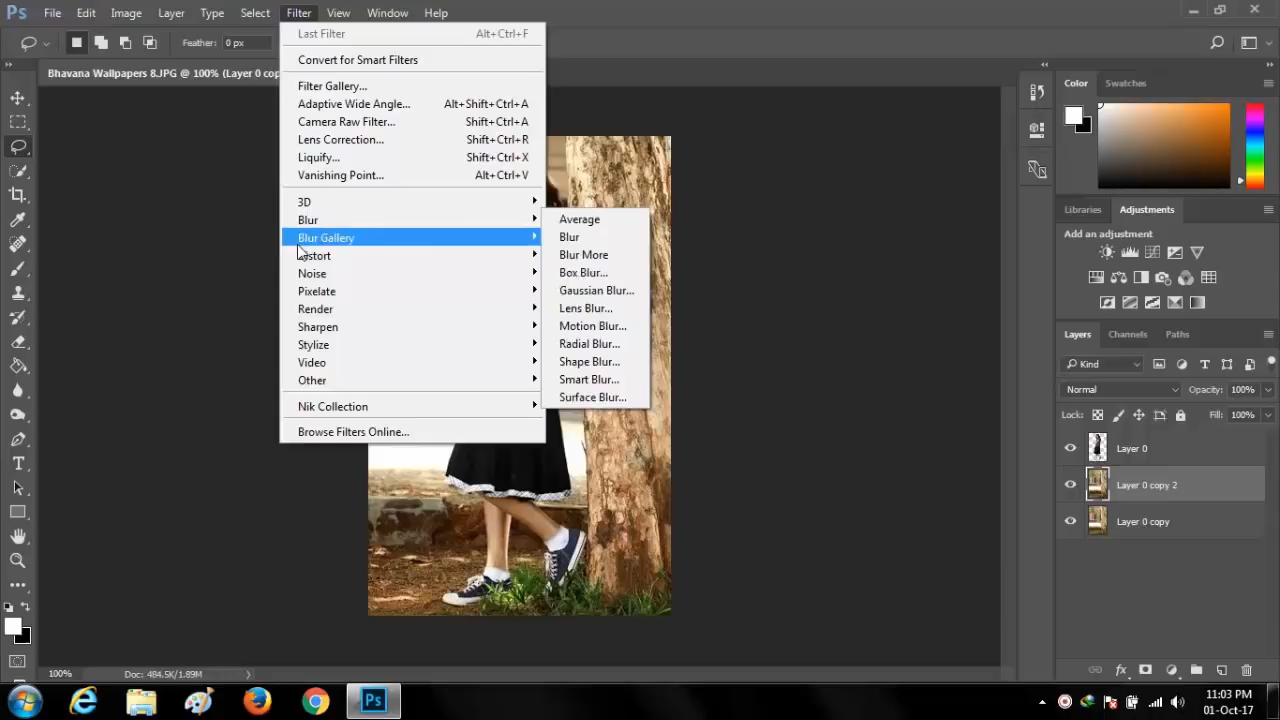 Ps File Edit Image Layer Type Select Filter View Window Help
Feather: 0 px
Bhavana Wallpapers 8.JPG @ 100% (Layer 0 cop
Last Filter Alt+Ctrl+F
Convert for Smart Filters
Filter Gallery...
Adaptive Wide Angle... Alt+Shift+Ctrl+A
Camera Raw Filter... Shift+Ctrl+A
Lens Correction... Shift+Ctrl+R
Liquify... Shift+Ctrl+X
Vanishing Point... Alt+Ctrl+V
3D
Blur
Blur Gallery
stort
Noise
Pixelate
Render
Sharpen
Stylize
Video
Other
Nik Collection
Browse Filters Online...
Average
Blur
Blur More
Box Blur...
Gaussian Blur...
Lens Blur...
Motion Blur...
Radial Blur...
Shape Blur...
Smart Blur...
Surface Blur...
Color Swatches
Libraries Adjustments
Add an adjustment
Layers Channels Paths
Kind
Normal Opacity: 100%
Lock: Fill: 100%
Layer 0
Layer 0 copy 2
Layer 0 copy
fx
100% Doc: 484.5K/1.89M
Ps
11:03 PM
01-Oct-17